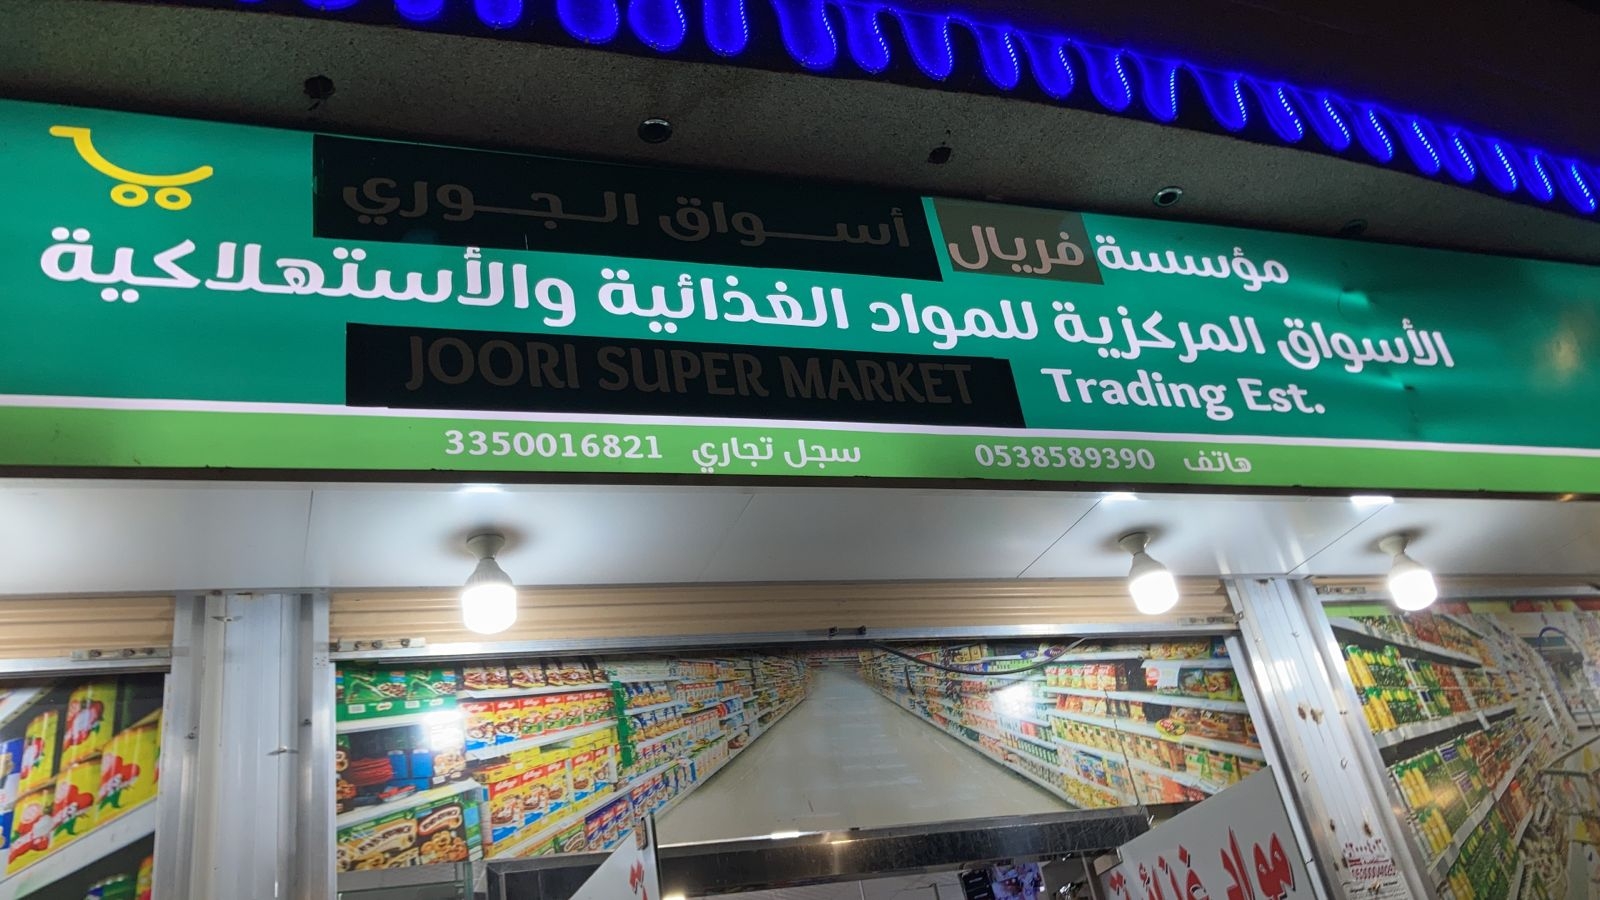 مؤسسة فريال أسواق الجوري
الأسواق المركزية للمواد الغذائية والأستهلاكية
JOORI SUPER MARKET Trading Est.
هاتف 0538589390 سجل تجاري 3350016821
مواد غذائية